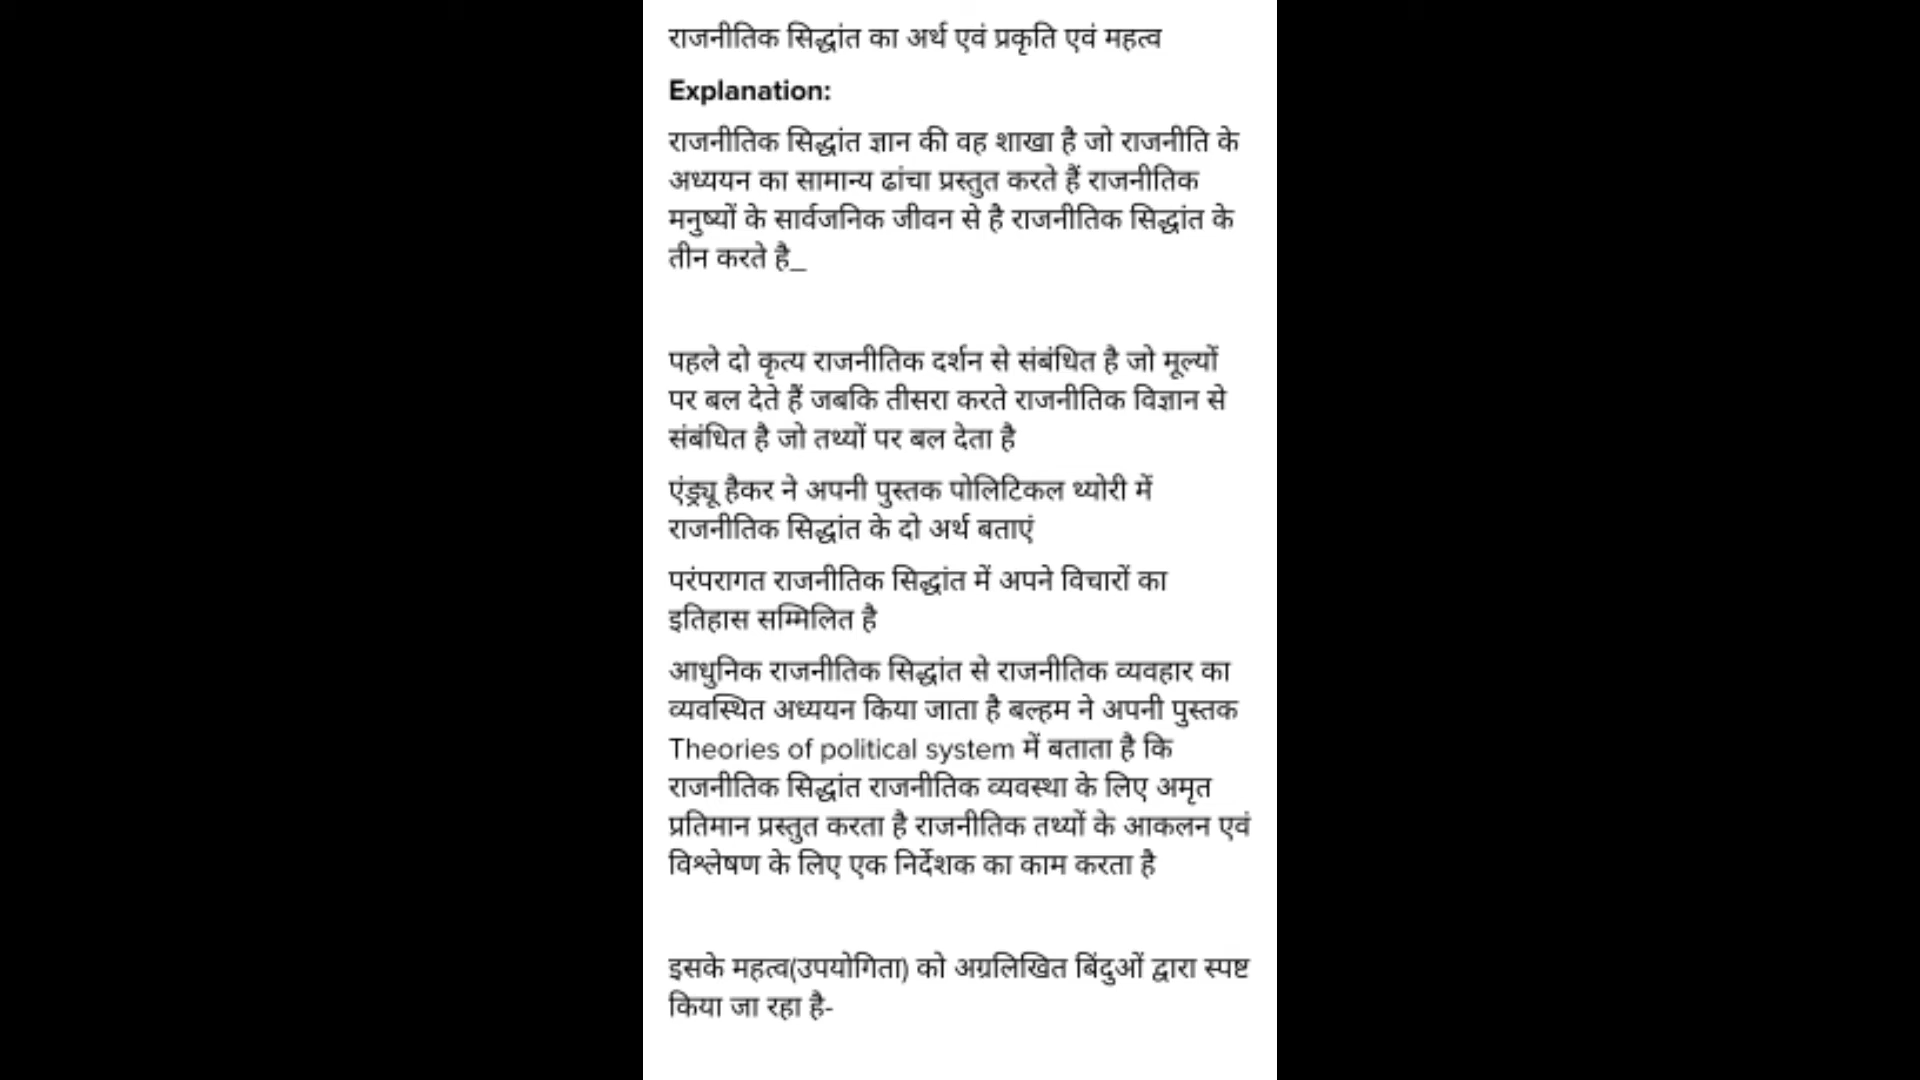 राजनीतिक सिद्धांत का अर्थ एवं प्रकृति एवं महत्व
Explanation:
राजनीतिक सिद्धांत ज्ञान की वह शाखा है जो राजनीति के
अध्ययन का सामान्य ढांचा प्रस्तुत करते हैं राजनीतिक
मनुष्यों के सार्वजनिक जीवन से है राजनीतिक सिद्धांत के
तीन करते है_
पहले दो कृत्य राजनीतिक दर्शन से संबंधित है जो मूल्यों
पर बल देते हैं जबकि तीसरा करते राजनीतिक विज्ञान से
संबंधित है जो तथ्यों पर बल देता है
एंड्र्यू हैकर ने अपनी पुस्तक पोलिटिकल थ्योरी में
राजनीतिक सिद्धांत के दो अर्थ बताएं
परंपरागत राजनीतिक सिद्धांत में अपने विचारों का
इतिहास सम्मिलित है
आधुनिक राजनीतिक सिद्धांत से राजनीतिक व्यवहार का
व्यवस्थित अध्ययन किया जाता है बल्हम ने अपनी पुस्तक
Theories of political system में बताता है कि
राजनीतिक सिद्धांत राजनीतिक व्यवस्था के लिए अमृत
प्रतिमान प्रस्तुत करता है राजनीतिक तथ्यों के आकलन एवं
विश्लेषण के लिए एक निर्देशक का काम करता है
इसके महत्व(उपयोगिता) को अग्रलिखित बिंदुओं द्वारा स्पष्ट
किया जा रहा है-